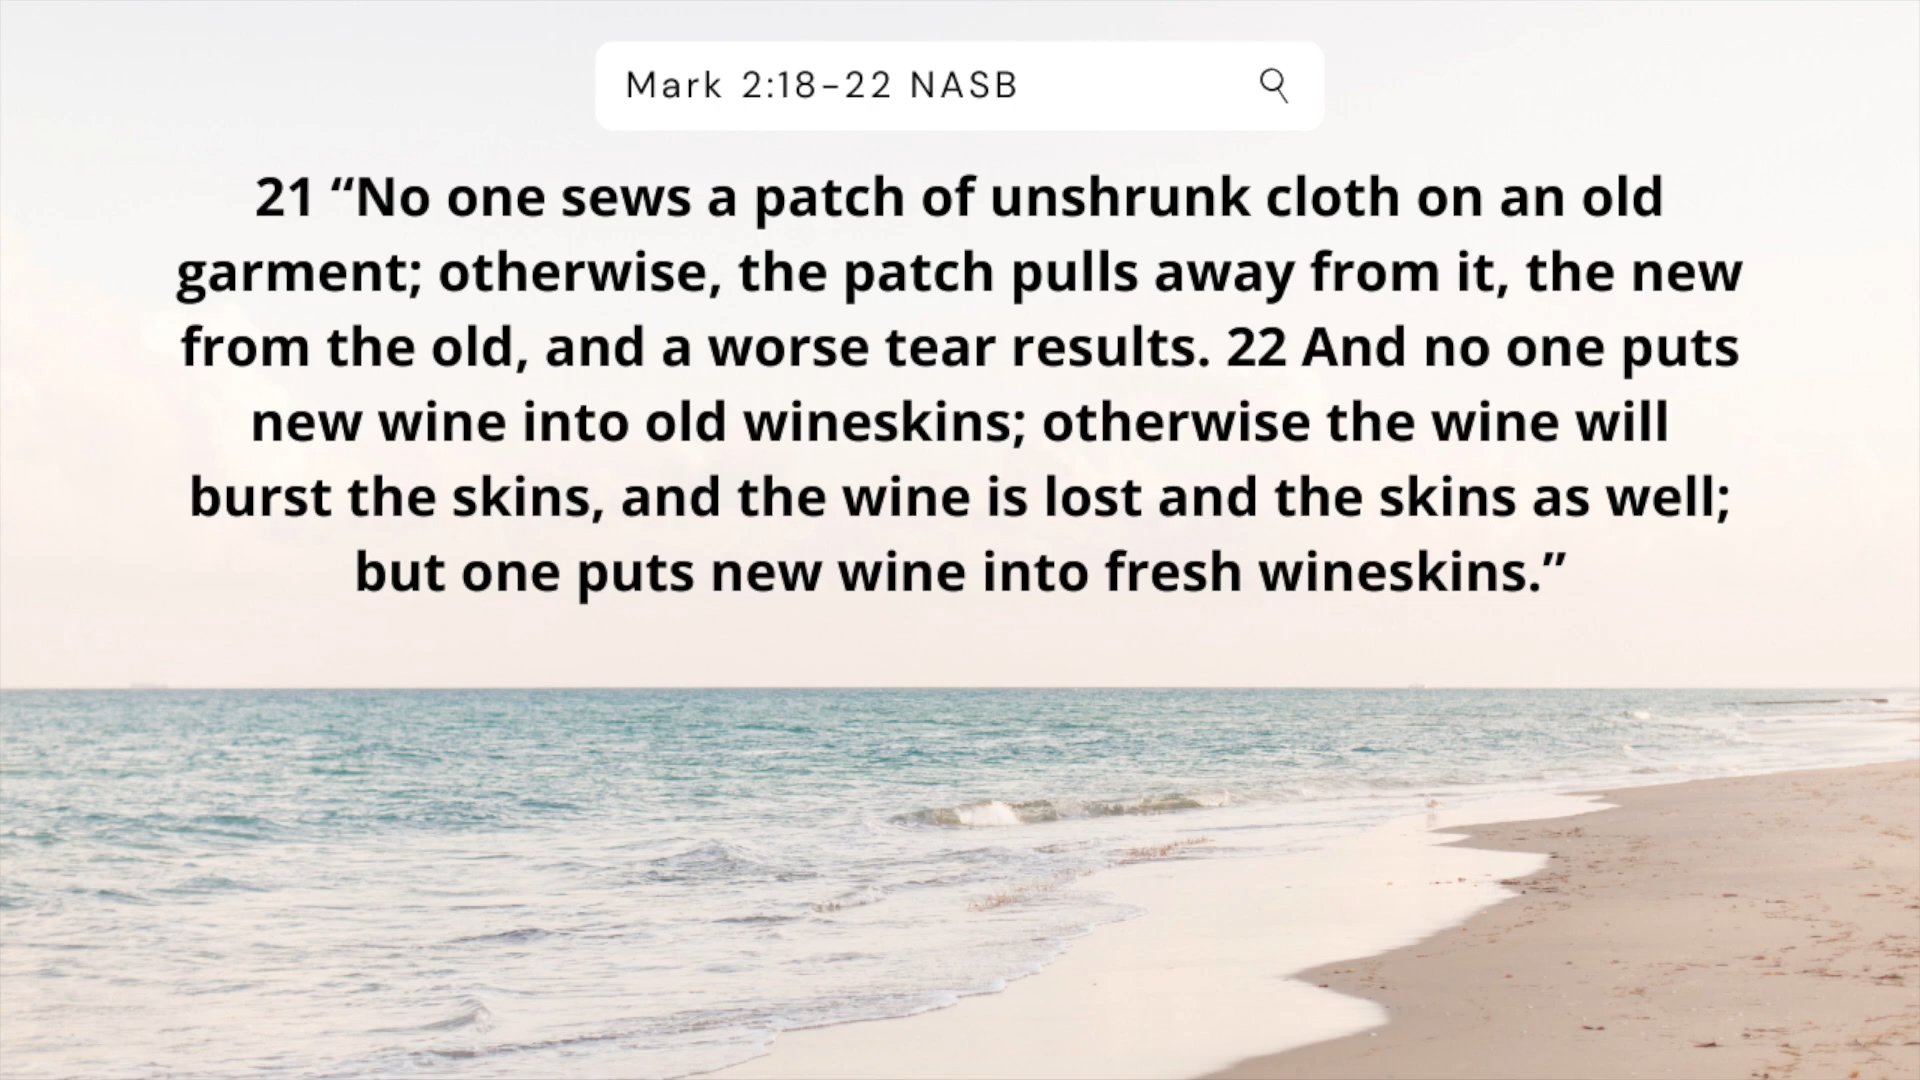 Mark 2:18-22 NASB
21 “No one sews a patch of unshrunk cloth on an old
garment; otherwise, the patch pulls away from it, the new
from the old, and a worse tear results. 22 And no one puts
new wine into old wineskins; otherwise the wine will
burst the skins, and the wine is lost and the skins as well;
but one puts new wine into fresh wineskins.”